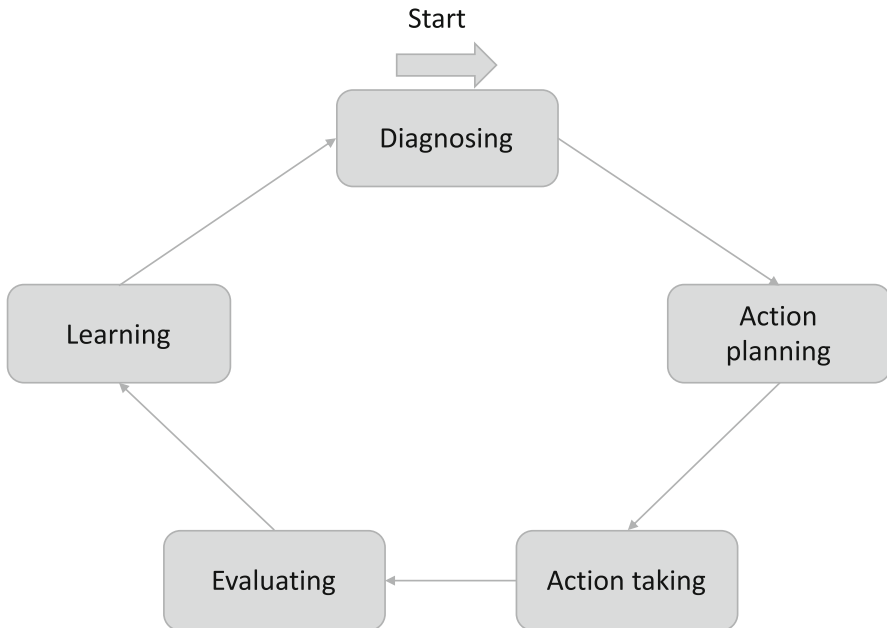 Start
Diagnosing
Action
planning
Learning
Evaluating
Action taking